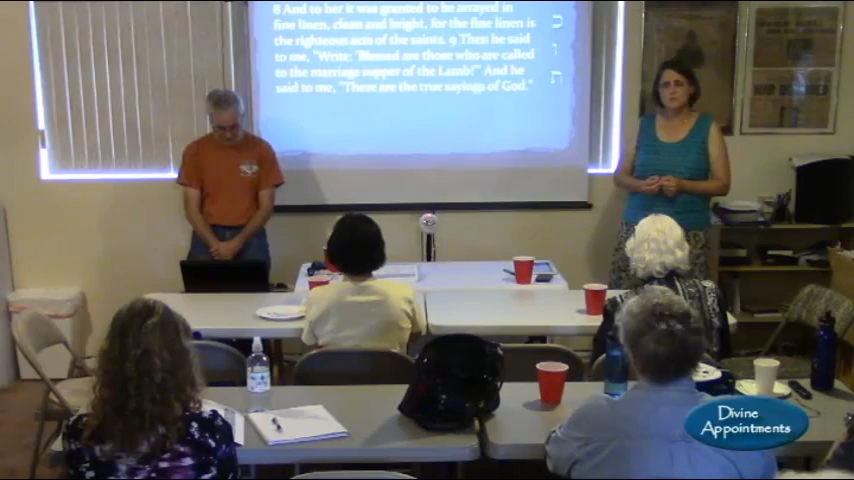 8 And to her it was granted to be arrayed in
fine linen, clean and bright, for the fine linen is
the righteous acts of the saints. 9 Then he said
to me, "Write: 'Blessed are those who are called
to the marriage supper of the Lamb!'" And he
said to me, "These are the true sayings of God."
כ
ו
ת
Divine
Appointments